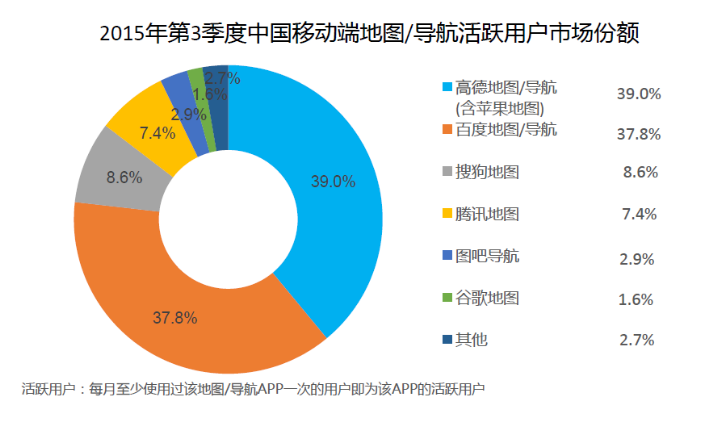 2015年第3季度中国移动端地图/导航活跃用户市场份额
2.7%
1.6%
2.9%
7.4%
8.6%
39.0%
37.8%
高德地图/导航 39.0%
(含苹果地图)
百度地图/导航 37.8%
搜狗地图 8.6%
腾讯地图 7.4%
图吧导航 2.9%
谷歌地图 1.6%
其他 2.7%
活跃用户：每月至少使用过该地图/导航APP一次的用户即为该APP的活跃用户